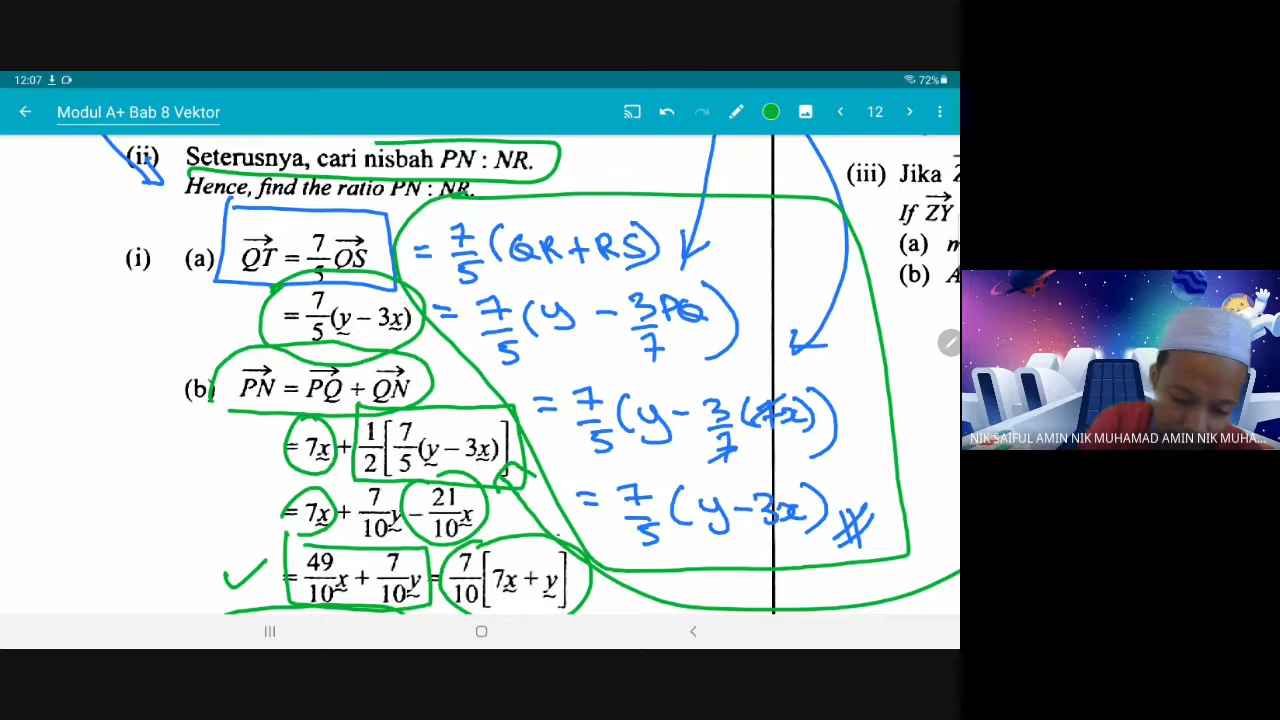 12:07
72%
Modul A+ Bab 8 Vektor
12
(ii) Seterusnya, cari nisbah PN : NR.
Hence, find the ratio PN : NR.
(i) (a) QT = 7/5 QS = 7/5 (QR + RS)
= 7/5 (y − 3x) = 7/5 (y − 3/7 PQ)
= 7/5 (y − 3/7 (7x))
= 7/5 (y − 3x) #
(b) PN = PQ + QN
= 7x + 1/2 [7/5 (y − 3x)]
= 7x + 7/10 y − 21/10 x
= 49/10 x + 7/10 y = 7/10 [7x + y]
(iii) Jika
If ZY
(a)
(b)
NIK SAIFUL AMIN NIK MUHAMAD AMIN NIK MUHA...